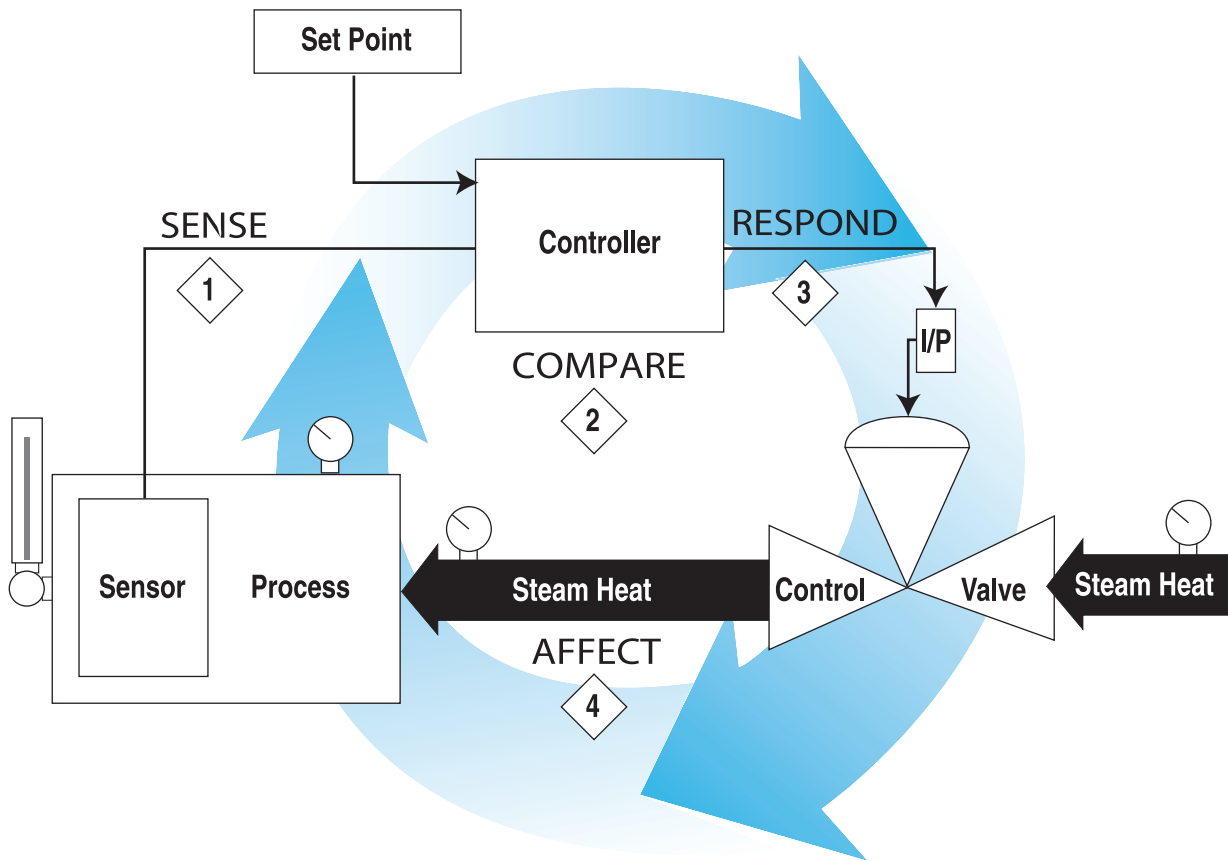 Set Point
SENSE
1
Controller
RESPOND
3
I/P
COMPARE
2
Sensor
Process
Steam Heat
Control
Valve
Steam Heat
AFFECT
4